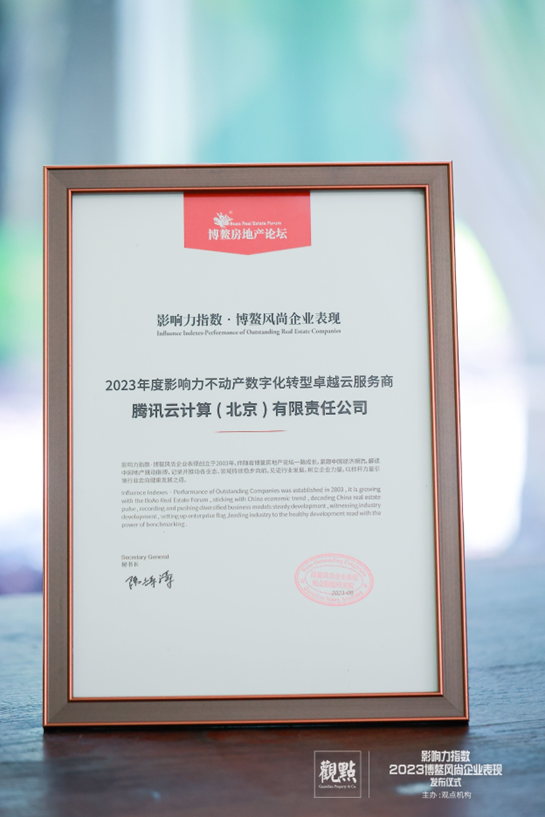 Boao Real Estate Forum
博鳌房地产论坛
影响力指数·博鳌风尚企业表现
Influence Indexes·Performance of Outstanding Real Estate Companies
2023年度影响力不动产数字化转型卓越云服务商
腾讯云计算(北京)有限责任公司
Influence Indexes · Performance of Outstanding Companies was established in 2003 , it is growing
with the BoAo Real Estate Forum , sticking with China economic trend ,
China real estate
pulse , recording and pushing diversified business models steady development , witnessing industry
development , setting up enterprise flag ,leading industry to the healthy development road with the
power of benchmarking.
Secretary General
秘书长
觀點
影响力指数
2023博鳌风尚企业表现
发布仪式
主办:观点机构